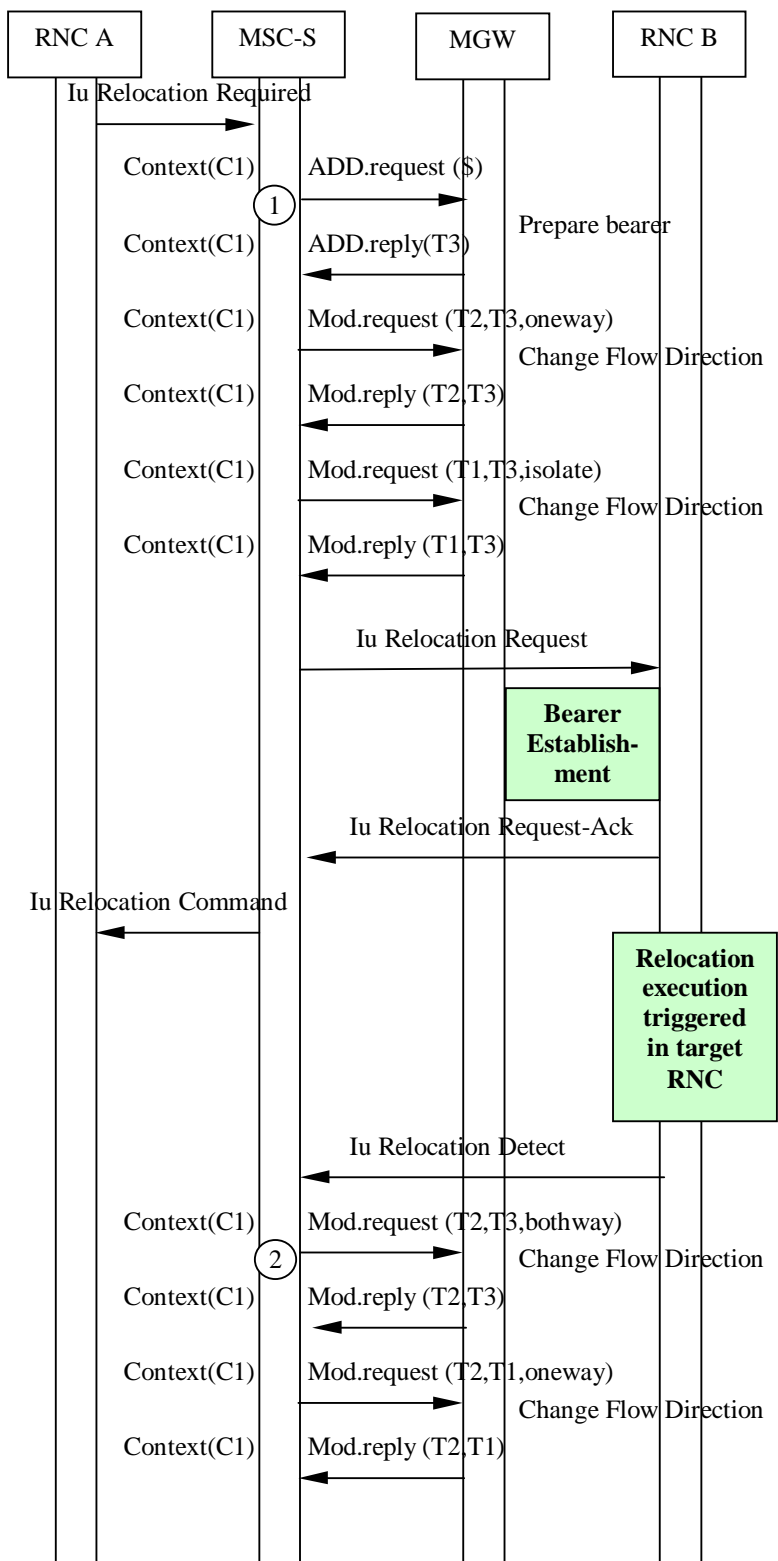 RNC A
MSC-S
MGW
RNC B
Iu Relocation Required
Context(C1)
ADD.request ($)
1
Prepare bearer
Context(C1)
ADD.reply(T3)
Context(C1)
Mod.request (T2,T3,oneway)
Change Flow Direction
Context(C1)
Mod.reply (T2,T3)
Context(C1)
Mod.request (T1,T3,isolate)
Change Flow Direction
Context(C1)
Mod.reply (T1,T3)
Iu Relocation Request
Bearer
Establish-
ment
Iu Relocation Request-Ack
Iu Relocation Command
Relocation
execution
triggered
in target
RNC
Iu Relocation Detect
Context(C1)
Mod.request (T2,T3,bothway)
2
Change Flow Direction
Context(C1)
Mod.reply (T2,T3)
Context(C1)
Mod.request (T2,T1,oneway)
Change Flow Direction
Context(C1)
Mod.reply (T2,T1)